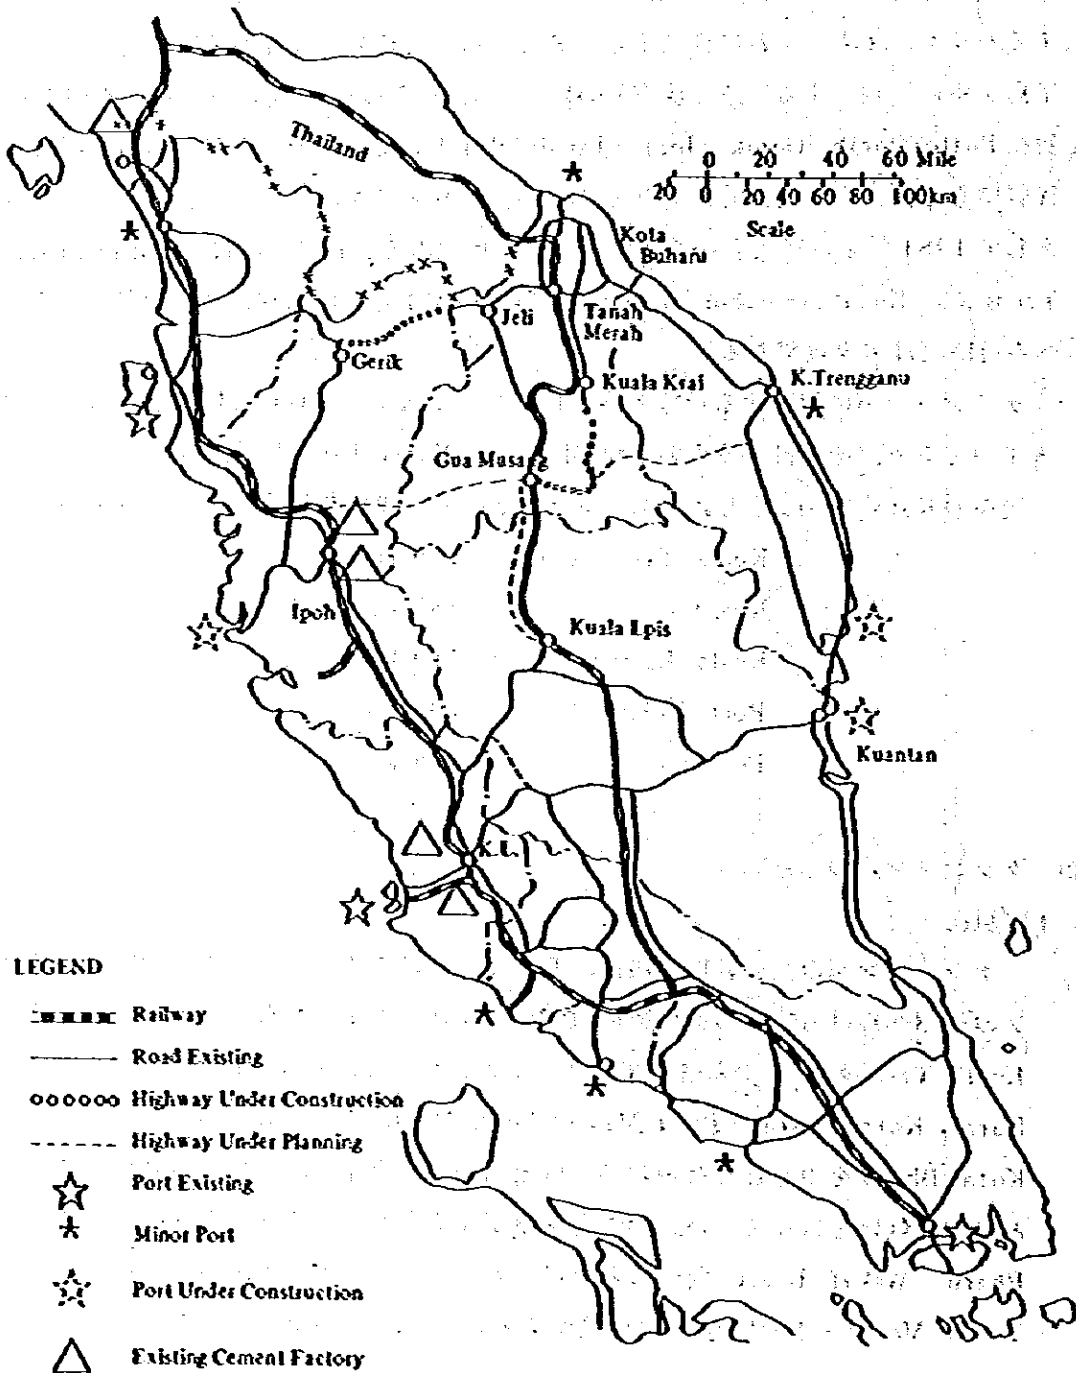 Thailand
0 20 60 Mile
20 0 20 40 60 80 100km
Scale
Kota
Buharu
Jeli
Tanah
Merah
Gerik
Kuala Krai
K.Trengganu
Gua Musang
Ipoh
Kuala Lpis
Kuantan
K.L.
LEGEND
Railway
Road Existing
Highway Under Construction
Highway Under Planning
Port Existing
Minor Port
Port Under Construction
Existing Cement Factory